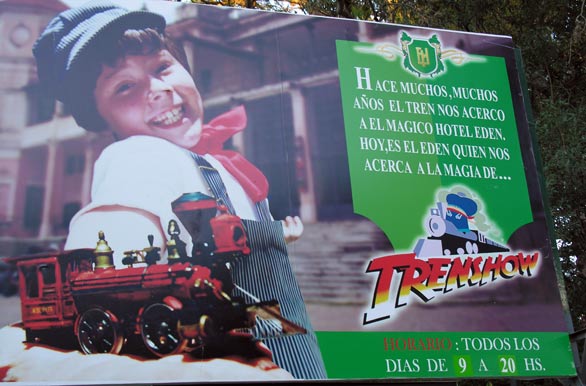 EH
HACE MUCHOS, MUCHOS
AÑOS EL TREN NOS ACERCO
A EL MAGICO HOTEL EDEN.
HOY, ES EL EDEN QUIEN NOS
ACERCA A LA MAGIA DE...
TRENSHOW
HORARIO : TODOS LOS
DIAS DE 9 A 20 HS.